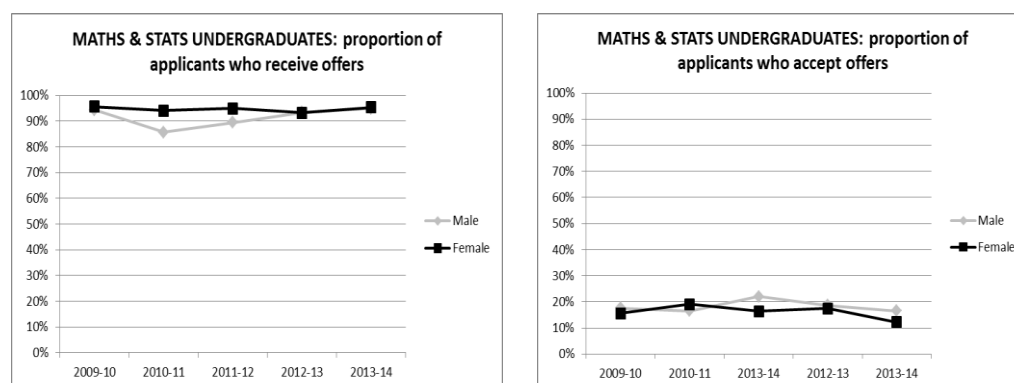 MATHS & STATS UNDERGRADUATES: proportion of
applicants who receive offers
100%
90%
80%
70%
60%
50%
40%
30%
20%
10%
0%
2009-10 2010-11 2011-12 2012-13 2013-14
Male
Female
MATHS & STATS UNDERGRADUATES: proportion of
applicants who accept offers
100%
90%
80%
70%
60%
50%
40%
30%
20%
10%
0%
2009-10 2010-11 2013-14 2012-13 2013-14
Male
Female